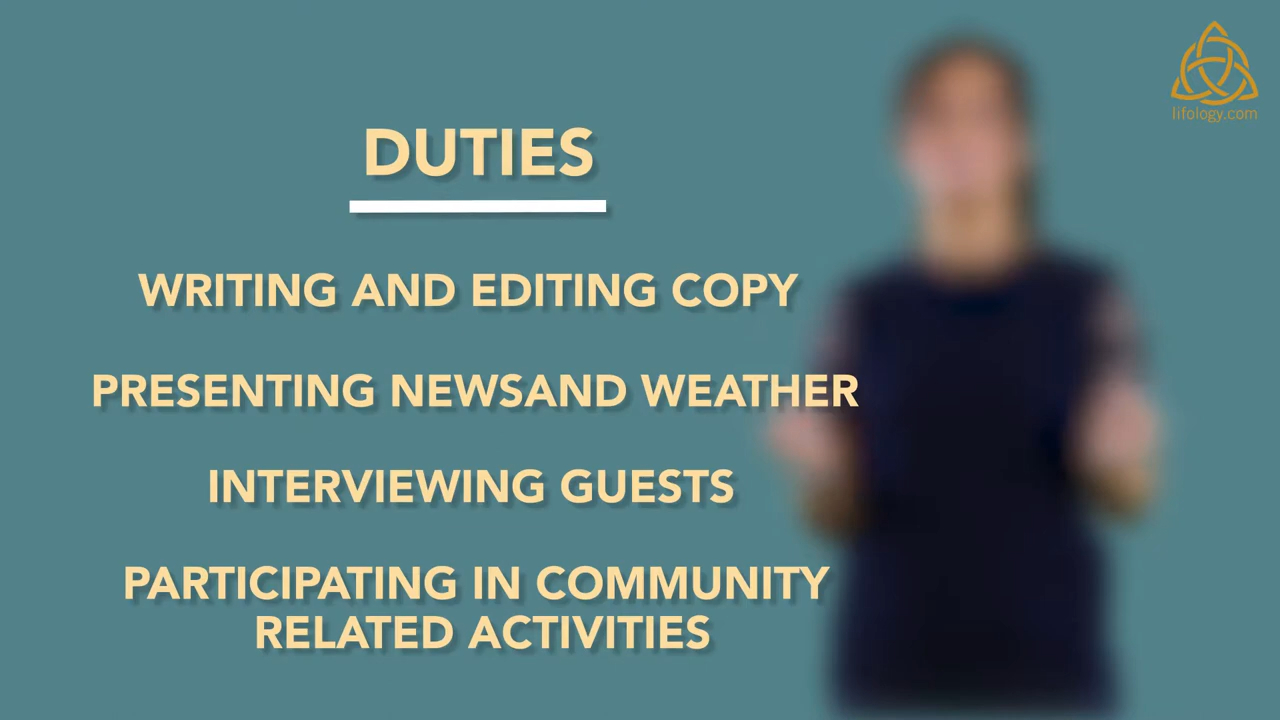 lifology.com
DUTIES
WRITING AND EDITING COPY
PRESENTING NEWSAND WEATHER
INTERVIEWING GUESTS
PARTICIPATING IN COMMUNITY
RELATED ACTIVITIES